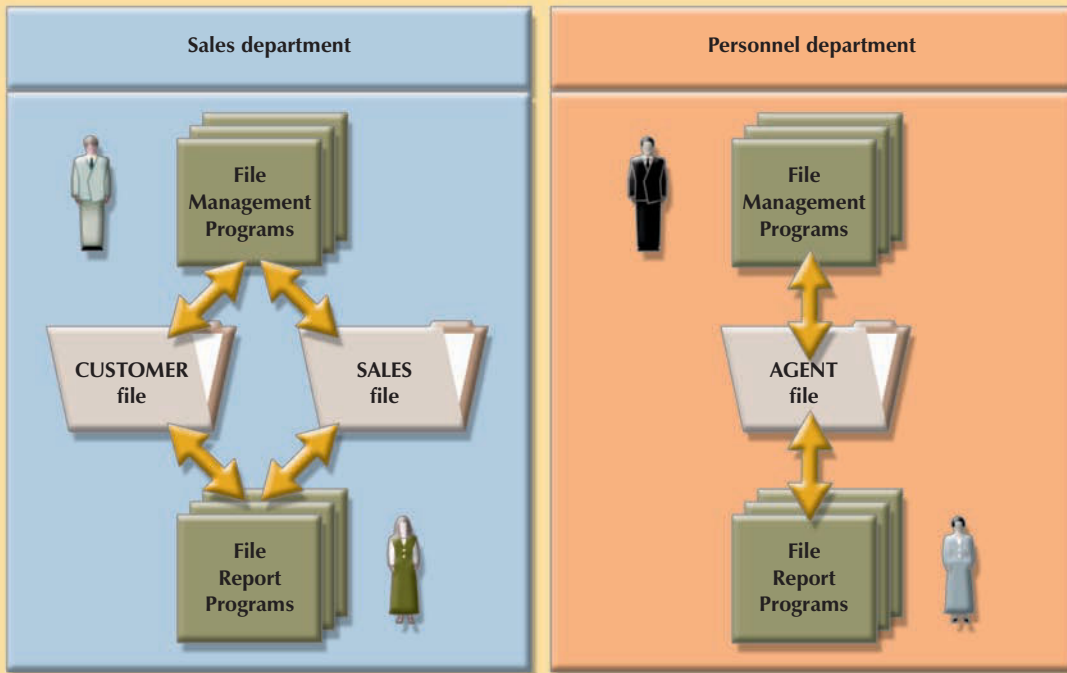 Sales department
File
Management
Programs
CUSTOMER
file
SALES
file
File
Report
Programs
Personnel department
File
Management
Programs
AGENT
file
File
Report
Programs